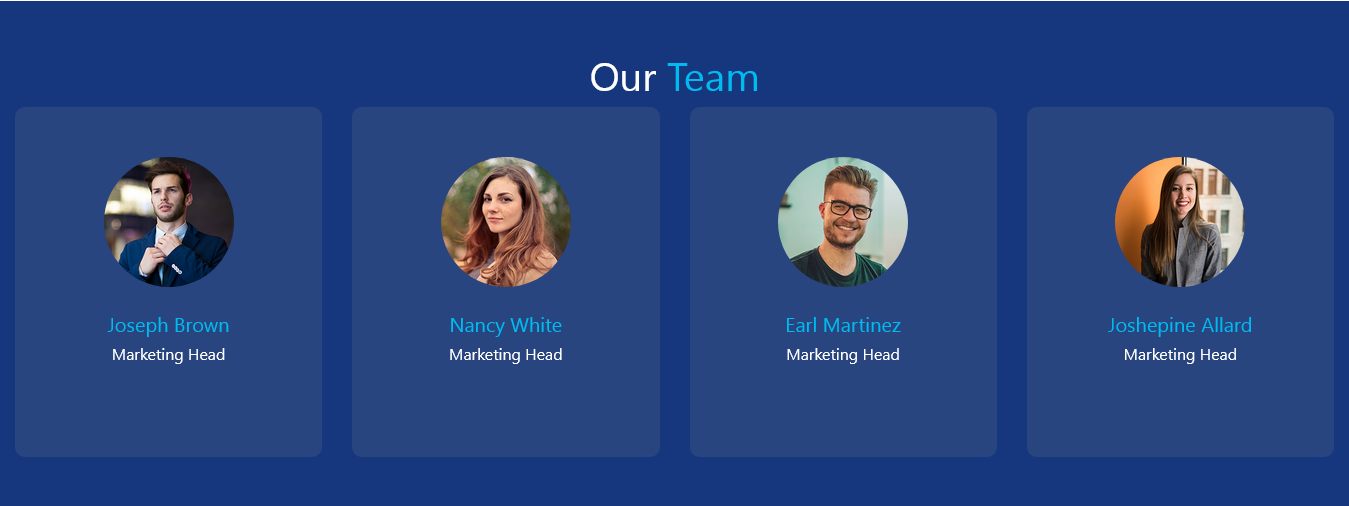 Our Team
Joseph Brown
Marketing Head
Nancy White
Marketing Head
Earl Martinez
Marketing Head
Joshepine Allard
Marketing Head